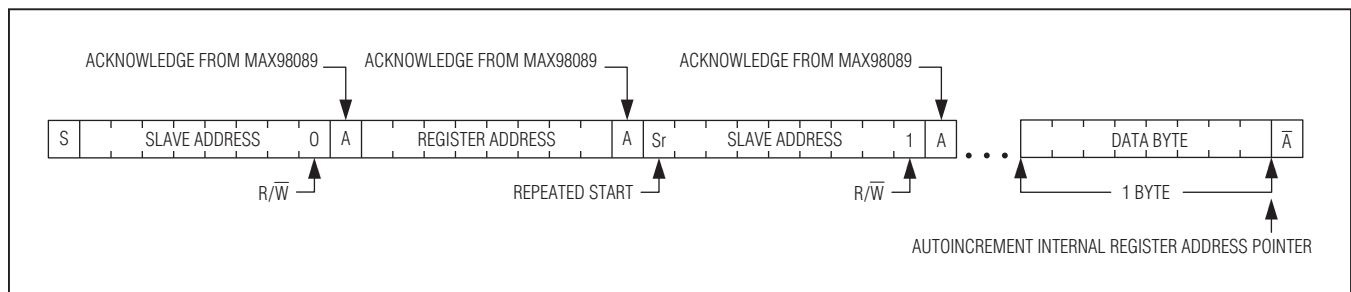 ACKNOWLEDGE FROM MAX98089 ACKNOWLEDGE FROM MAX98089 ACKNOWLEDGE FROM MAX98089
S SLAVE ADDRESS 0 A REGISTER ADDRESS A Sr SLAVE ADDRESS 1 A ... DATA BYTE A̅
R/W̅ REPEATED START R/W̅ 1 BYTE
AUTOINCREMENT INTERNAL REGISTER ADDRESS POINTER